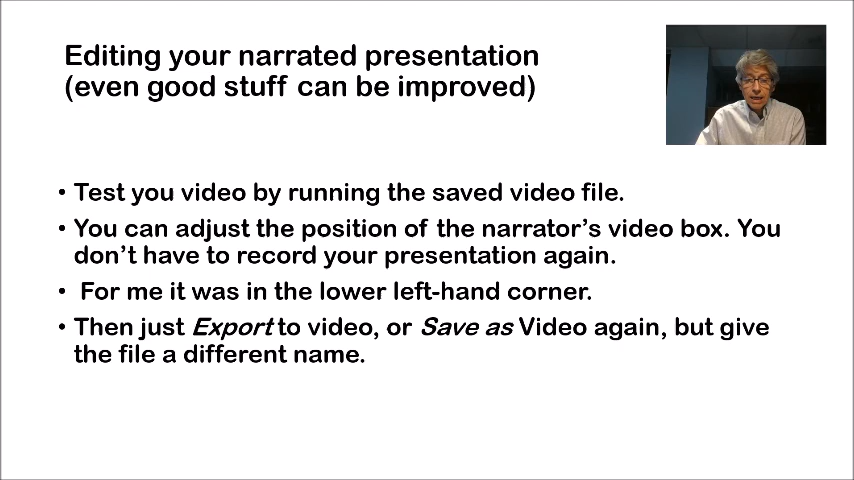 Editing your narrated presentation
(even good stuff can be improved)
• Test you video by running the saved video file.
• You can adjust the position of the narrator's video box. You
don't have to record your presentation again.
• For me it was in the lower left-hand corner.
• Then just Export to video, or Save as Video again, but give
the file a different name.